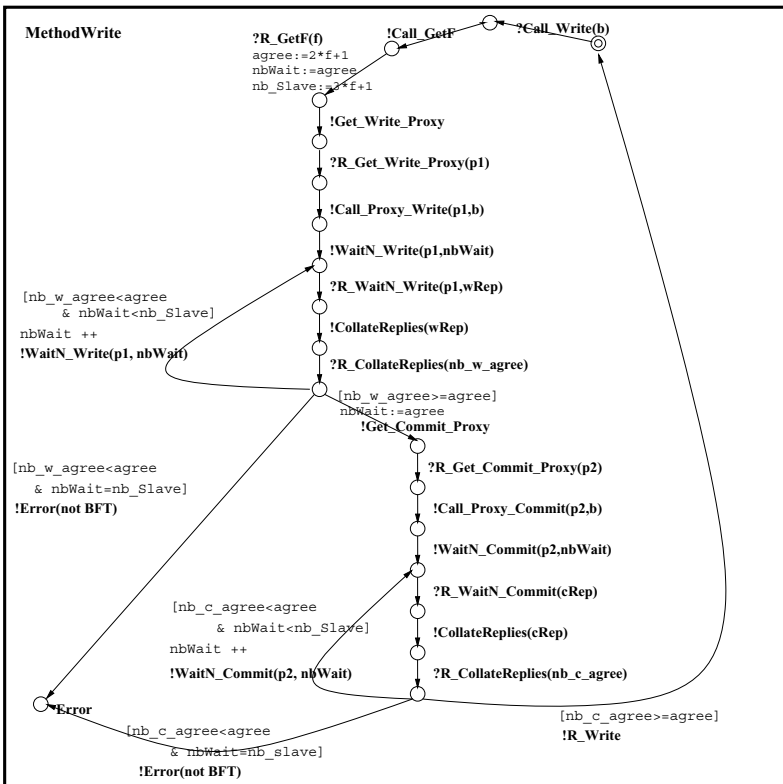 MethodWrite
?Call_Write(b)
!Call_GetF
?R_GetF(f)
agree:=2*f+1
nbWait:=agree
nb_Slave:=3*f+1
!Get_Write_Proxy
?R_Get_Write_Proxy(p1)
!Call_Proxy_Write(p1,b)
!WaitN_Write(p1,nbWait)
?R_WaitN_Write(p1,wRep)
!CollateReplies(wRep)
?R_CollateReplies(nb_w_agree)
[nb_w_agree<agree
& nbWait<nb_Slave]
nbWait ++
!WaitN_Write(p1, nbWait)
[nb_w_agree>=agree]
nbWait:=agree
!Get_Commit_Proxy
[nb_w_agree<agree
& nbWait=nb_Slave]
!Error(not BFT)
?R_Get_Commit_Proxy(p2)
!Call_Proxy_Commit(p2,b)
!WaitN_Commit(p2,nbWait)
?R_WaitN_Commit(cRep)
!CollateReplies(cRep)
?R_CollateReplies(nb_c_agree)
[nb_c_agree<agree
& nbWait<nb_Slave]
nbWait ++
!WaitN_Commit(p2, nbWait)
Error
[nb_c_agree<agree
& nbWait=nb_slave]
!Error(not BFT)
[nb_c_agree>=agree]
!R_Write